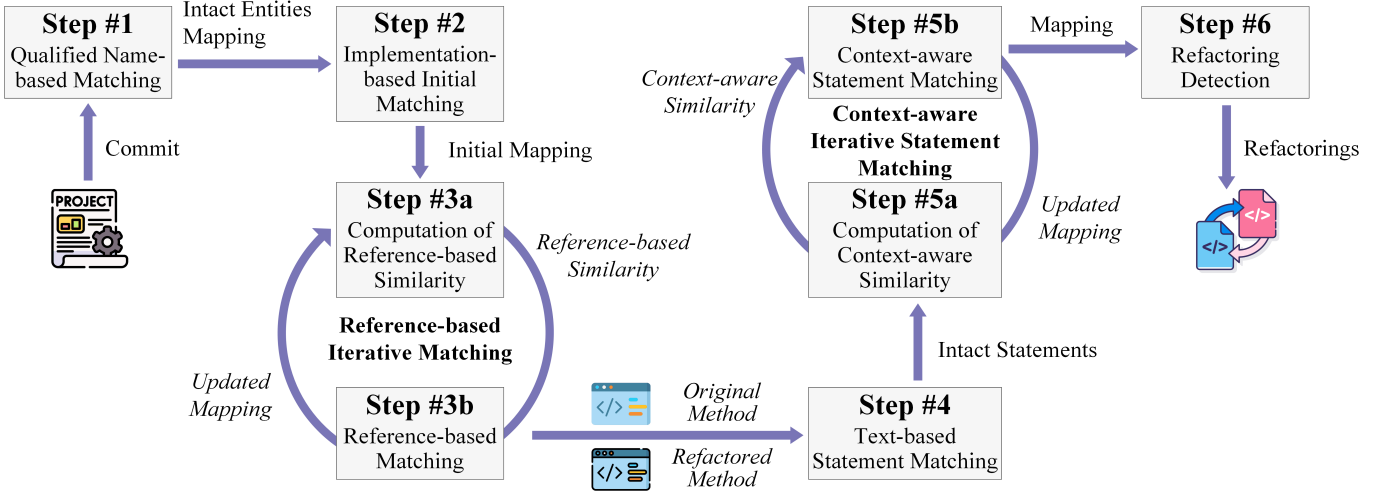 Step #1
Qualified Name-
based Matching
Intact Entities
Mapping
Step #2
Implementation-
based Initial
Matching
Commit
PROJECT
Initial Mapping
Step #3a
Computation of
Reference-based
Similarity
Reference-based
Similarity
Reference-based
Iterative Matching
Updated
Mapping
Step #3b
Reference-based
Matching
Original
Method
</>
Refactored
Method
</>
Step #4
Text-based
Statement Matching
Intact Statements
Step #5a
Computation of
Context-aware
Similarity
Context-aware
Similarity
Context-aware
Iterative Statement
Matching
Updated
Mapping
Step #5b
Context-aware
Statement Matching
Mapping
Step #6
Refactoring
Detection
Refactorings
</>
</>